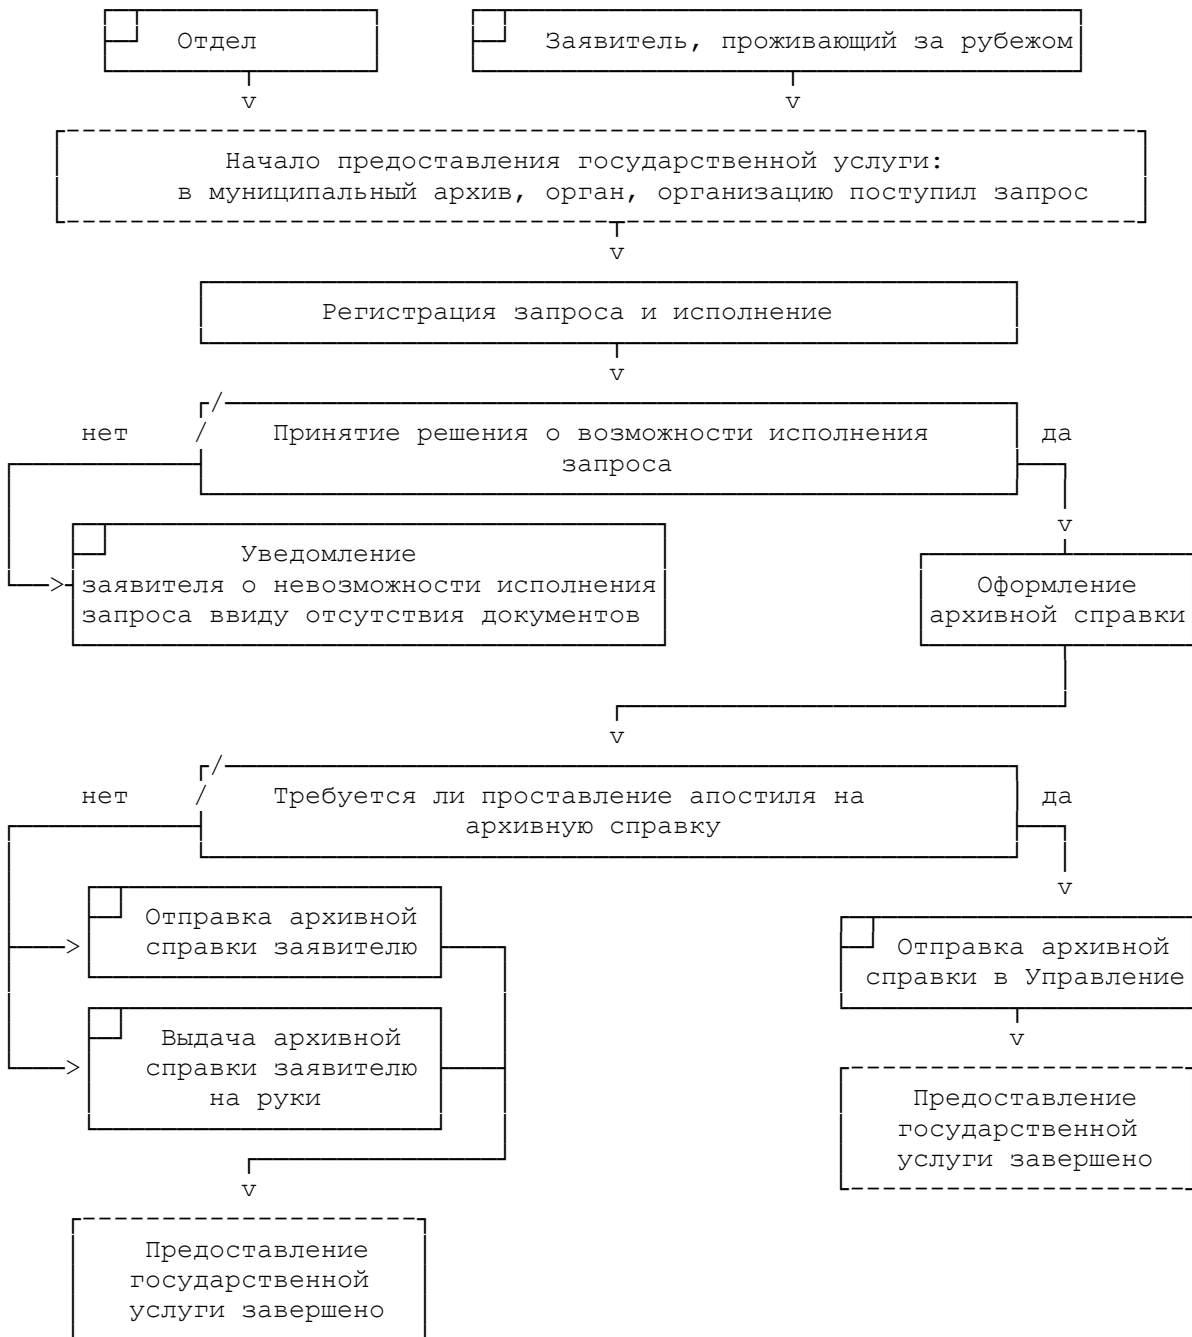 Отдел
Заявитель, проживающий за рубежом
v
v
Начало предоставления государственной услуги:
в муниципальный архив, орган, организацию поступил запрос
v
Регистрация запроса и исполнение
v
нет
Принятие решения о возможности исполнения
запроса
да
v
Уведомление
заявителя о невозможности исполнения
запроса ввиду отсутствия документов
Оформление
архивной справки
v
нет
Требуется ли проставление апостиля на
архивную справку
да
v
Отправка архивной
справки заявителю
Отправка архивной
справки в Управление
Выдача архивной
справки заявителю
на руки
v
Предоставление
государственной
услуги завершено
v
Предоставление
государственной
услуги завершено